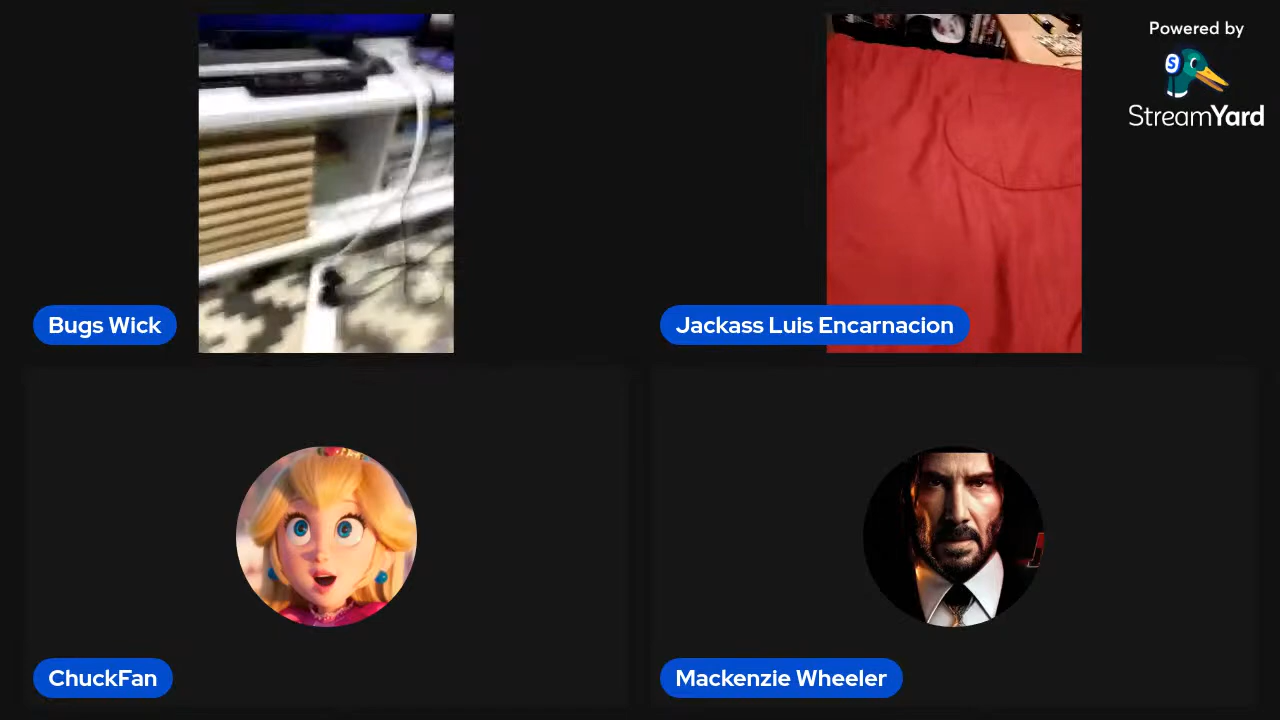 Powered by
StreamYard
Bugs Wick
Jackass Luis Encarnacion
ChuckFan
Mackenzie Wheeler